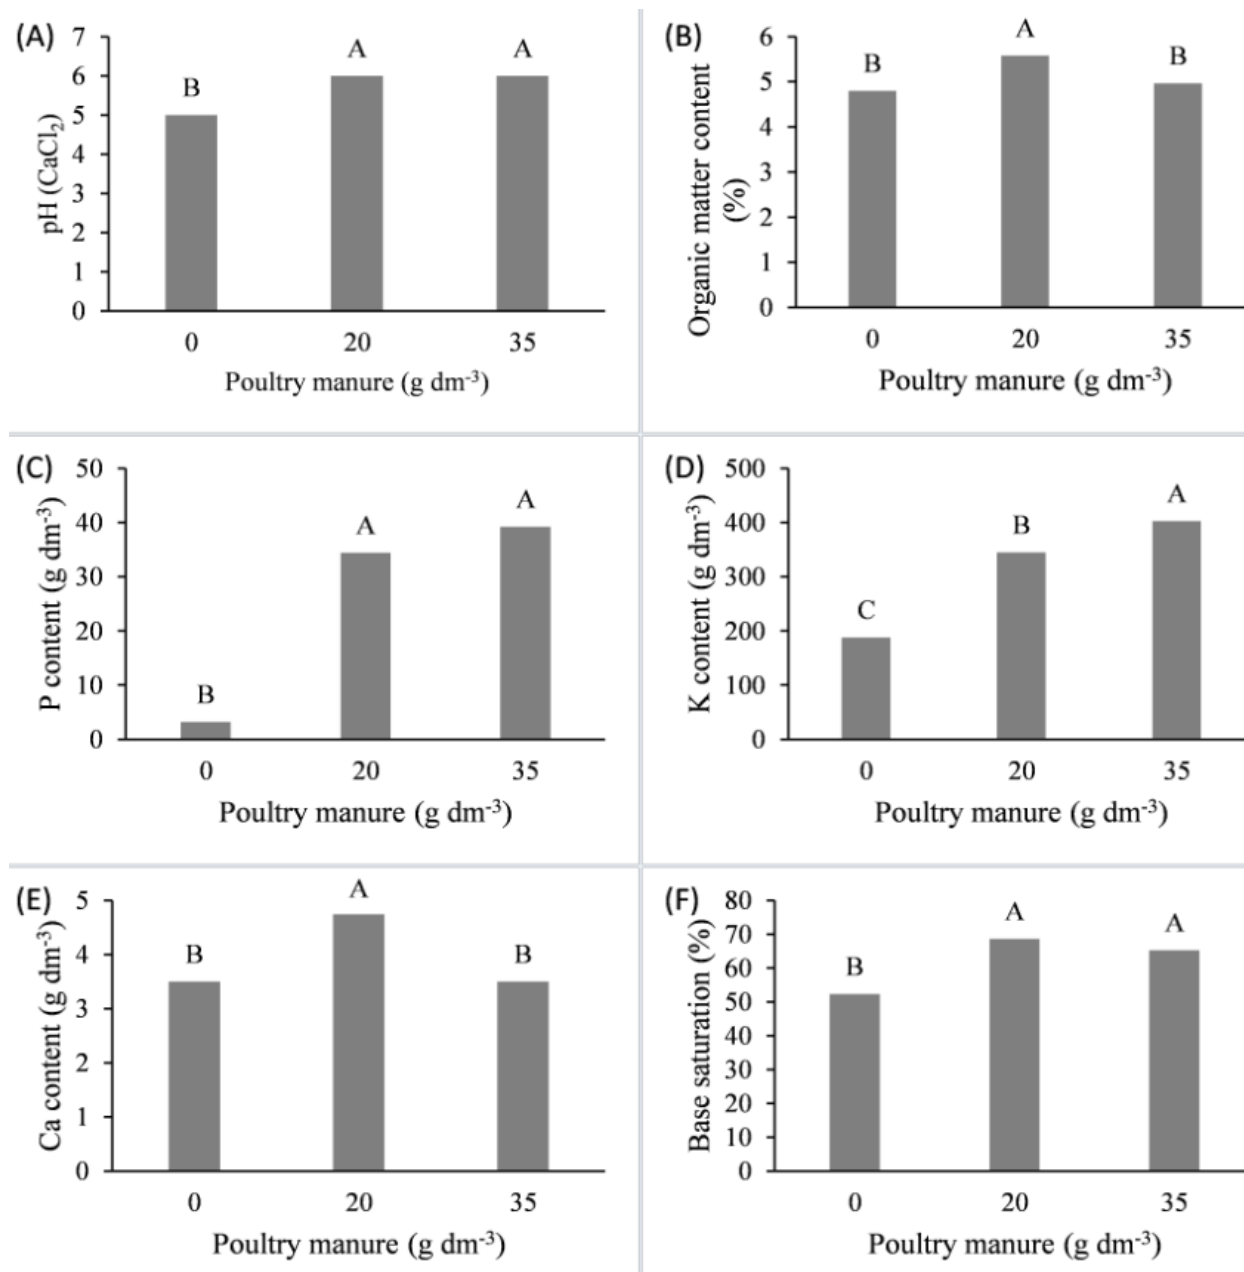 (A)
pH (CaCl₂)
7
6
5
4
3
2
1
0
B
A
A
0 20 35
Poultry manure (g dm⁻³)
(B)
Organic matter content
(%)
6
5
4
3
2
1
0
B
A
B
0 20 35
Poultry manure (g dm⁻³)
(C)
P content (g dm⁻³)
50
40
30
20
10
0
B
A
A
0 20 35
Poultry manure (g dm⁻³)
(D)
K content (g dm⁻³)
500
400
300
200
100
0
C
B
A
0 20 35
Poultry manure (g dm⁻³)
(E)
Ca content (g dm⁻³)
5
4
3
2
1
0
B
A
B
0 20 35
Poultry manure (g dm⁻³)
(F)
Base saturation (%)
80
70
60
50
40
30
20
10
0
B
A
A
0 20 35
Poultry manure (g dm⁻³)